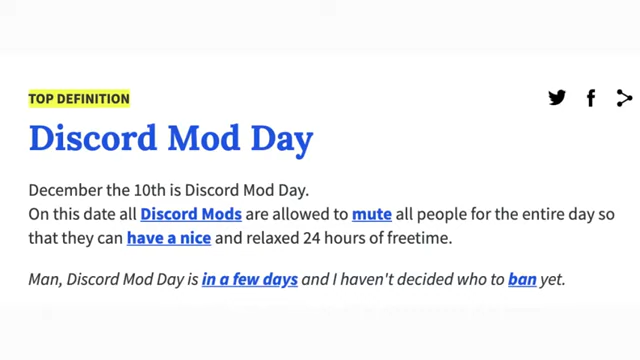 TOP DEFINITION
Discord Mod Day
December the 10th is Discord Mod Day.
On this date all Discord Mods are allowed to mute all people for the entire day so
that they can have a nice and relaxed 24 hours of freetime.
Man, Discord Mod Day is in a few days and I haven't decided who to ban yet.